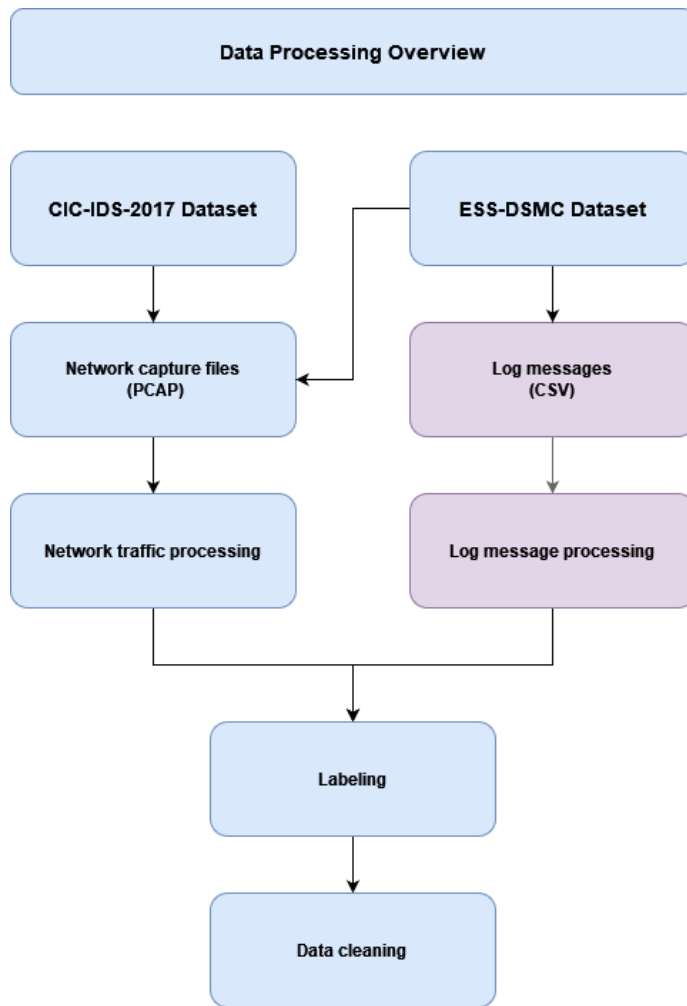 Data Processing Overview
CIC-IDS-2017 Dataset
ESS-DSMC Dataset
Network capture files
(PCAP)
Log messages
(CSV)
Network traffic processing
Log message processing
Labeling
Data cleaning